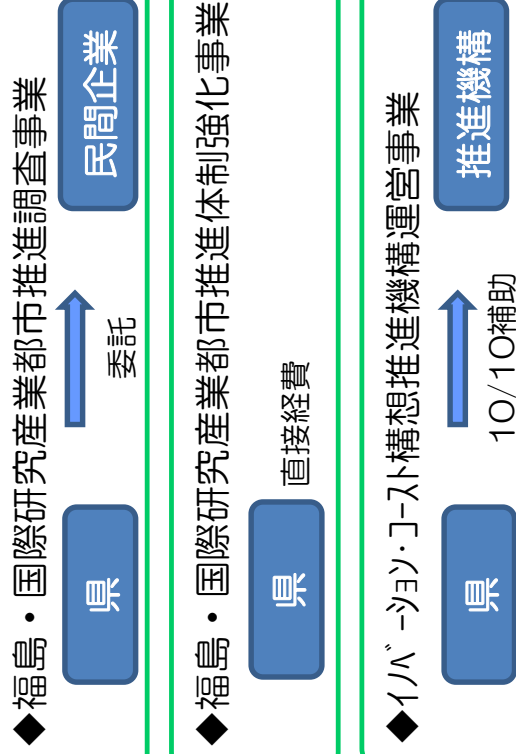 ◆福島・国際研究産業都市推進調査事業
県
委託
民間企業
◆福島・国際研究産業都市推進体制強化事業
県
直接経費
◆イノベーション・コースト構想推進機構運営事業
県
10/10補助
推進機構